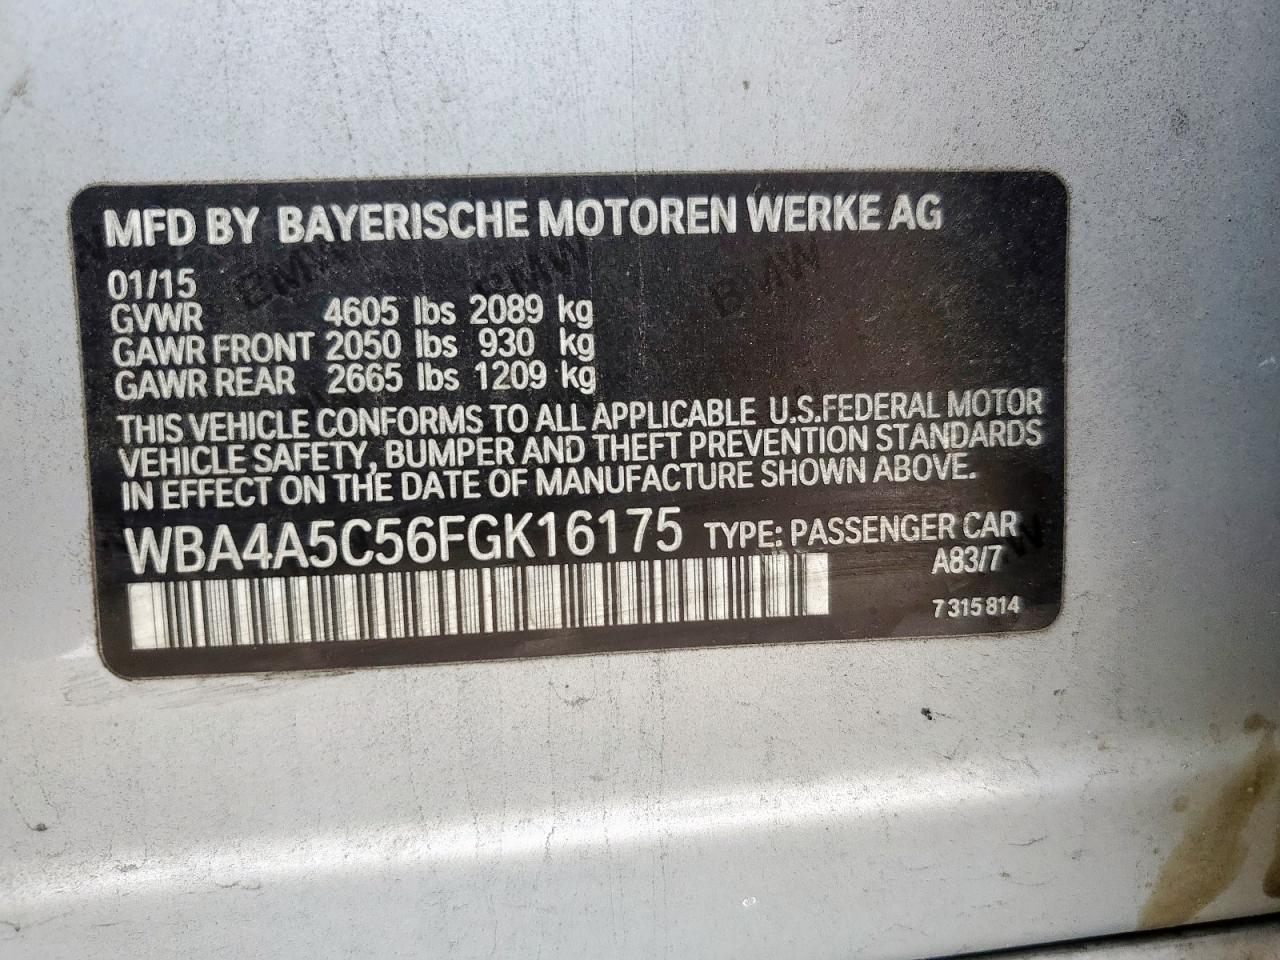 MFD BY BAYERISCHE MOTOREN WERKE AG
01/15
GVWR 4605 lbs 2089 kg
GAWR FRONT 2050 lbs 930 kg
GAWR REAR 2665 lbs 1209 kg
THIS VEHICLE CONFORMS TO ALL APPLICABLE U.S.FEDERAL MOTOR
VEHICLE SAFETY, BUMPER AND THEFT PREVENTION STANDARDS
IN EFFECT ON THE DATE OF MANUFACTURE SHOWN ABOVE.
WBA4A5C56FGK16175 TYPE: PASSENGER CAR
A83/7
7 315 814
BMW BMW BMW